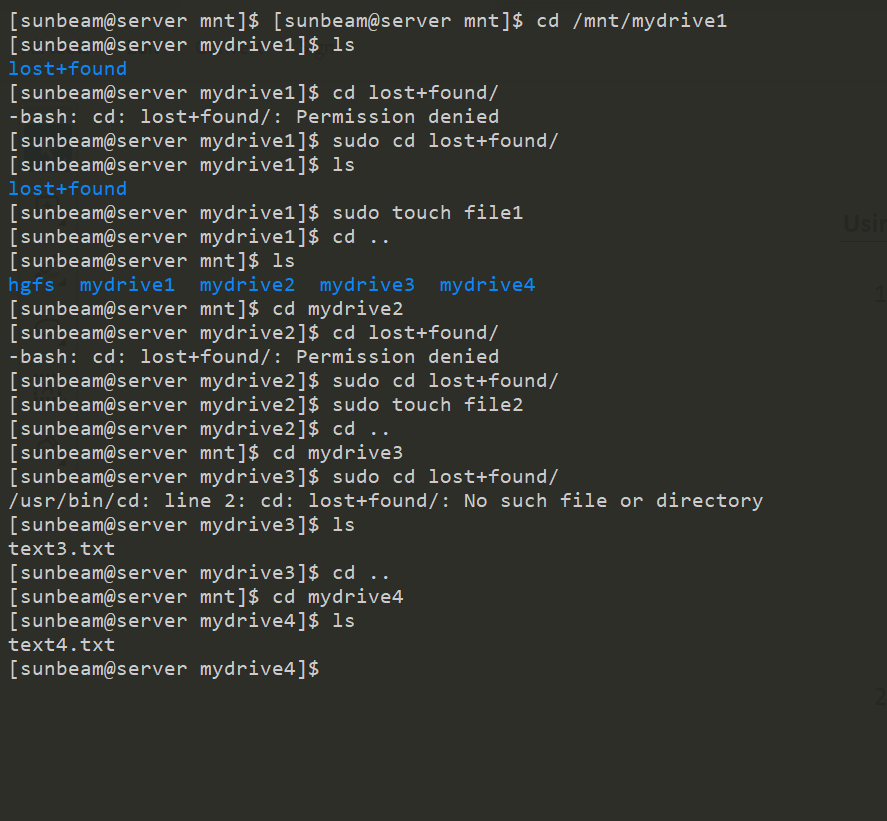 [sunbeam@server mnt]$ [sunbeam@server mnt]$ cd /mnt/mydrive1
[sunbeam@server mydrive1]$ ls
lost+found
[sunbeam@server mydrive1]$ cd lost+found/
-bash: cd: lost+found/: Permission denied
[sunbeam@server mydrive1]$ sudo cd lost+found/
[sunbeam@server mydrive1]$ ls
lost+found
[sunbeam@server mydrive1]$ sudo touch file1
[sunbeam@server mydrive1]$ cd ..
[sunbeam@server mnt]$ ls
hgfs  mydrive1  mydrive2  mydrive3  mydrive4
[sunbeam@server mnt]$ cd mydrive2
[sunbeam@server mydrive2]$ cd lost+found/
-bash: cd: lost+found/: Permission denied
[sunbeam@server mydrive2]$ sudo cd lost+found/
[sunbeam@server mydrive2]$ sudo touch file2
[sunbeam@server mydrive2]$ cd ..
[sunbeam@server mnt]$ cd mydrive3
[sunbeam@server mydrive3]$ sudo cd lost+found/
/usr/bin/cd: line 2: cd: lost+found/: No such file or directory
[sunbeam@server mydrive3]$ ls
text3.txt
[sunbeam@server mydrive3]$ cd ..
[sunbeam@server mnt]$ cd mydrive4
[sunbeam@server mydrive4]$ ls
text4.txt
[sunbeam@server mydrive4]$